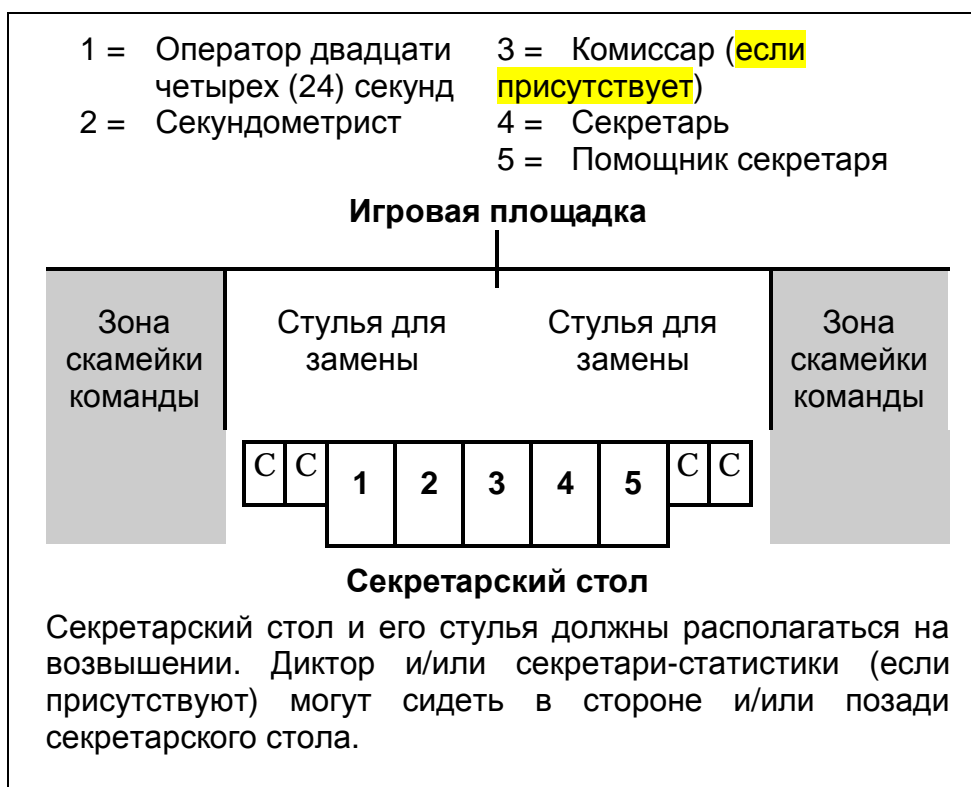 1 = Оператор двадцати четырех (24) секунд
2 = Секундометрист
3 = Комиссар (если присутствует)
4 = Секретарь
5 = Помощник секретаря
Игровая площадка
Зона скамейки команды
Стулья для замены
Стулья для замены
Зона скамейки команды
С С 1 2 3 4 5 С С
Секретарский стол
Секретарский стол и его стулья должны располагаться на
возвышении. Диктор и/или секретари-статистики (если
присутствуют) могут сидеть в стороне и/или позади
секретарского стола.